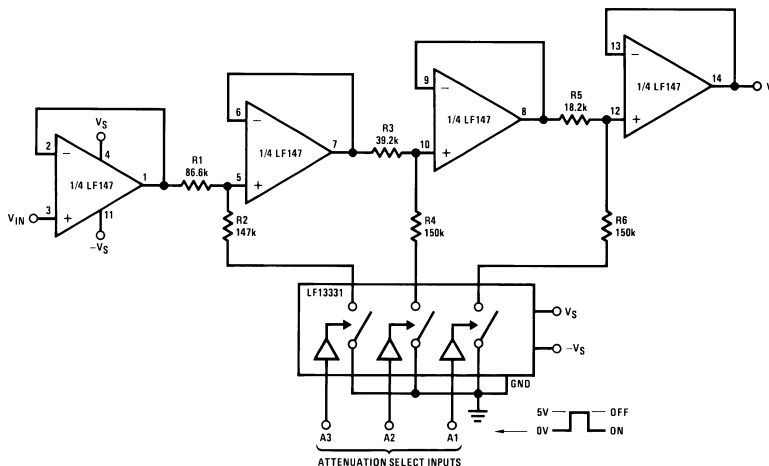 13
1/4 LF147
14
V
12
R5
18.2k
9
1/4 LF147
8
10
6
1/4 LF147
7
R3
39.2k
5
VS
2
4
1/4 LF147
1
R1
86.6k
VIN
3
11
-VS
R2
147k
R4
150k
R6
150k
LF13331
VS
-VS
GND
5V
OFF
0V
ON
A3
A2
A1
ATTENUATION SELECT INPUTS